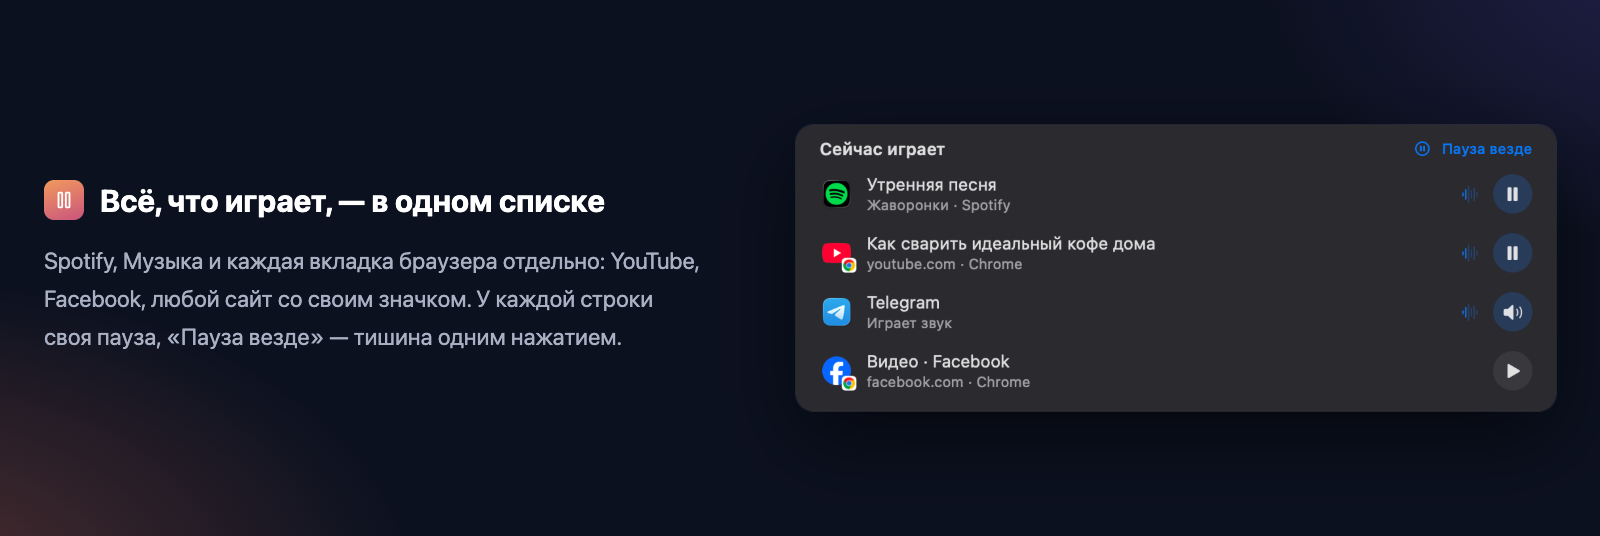 Всё, что играет, — в одном списке
Spotify, Музыка и каждая вкладка браузера отдельно: YouTube,
Facebook, любой сайт со своим значком. У каждой строки
своя пауза, «Пауза везде» — тишина одним нажатием.
Сейчас играет
Пауза везде
Утренняя песня
Жаворонки · Spotify
Как сварить идеальный кофе дома
youtube.com · Chrome
Telegram
Играет звук
Видео · Facebook
facebook.com · Chrome